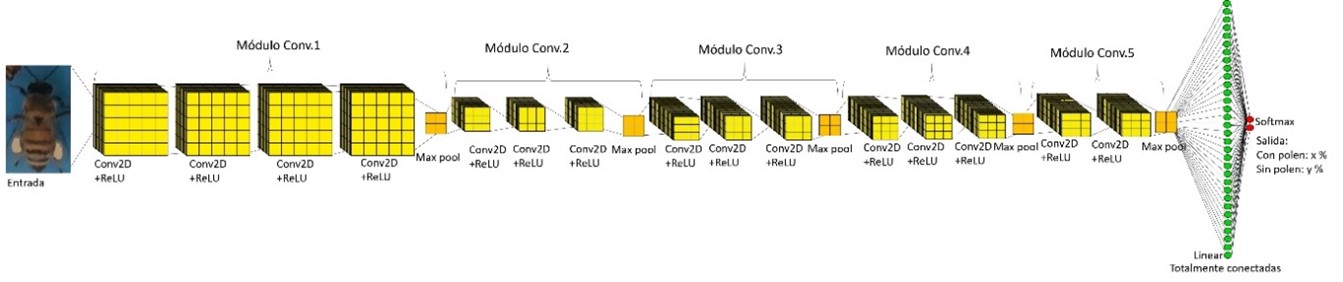 Módulo Conv.1
Módulo Conv.2
Módulo Conv.3
Módulo Conv.4
Módulo Conv.5
Entrada
Conv2D
+ReLU
Conv2D
+ReLU
Conv2D
+ReLU
Conv2D
+ReLU
Max pool
Conv2D
+ReLU
Conv2D
+ReLU
Conv2D
+ReLU
Max pool
Conv2D
+ReLU
Conv2D
+ReLU
Conv2D
+ReLU
Max pool
Conv2D
+ReLU
Conv2D
+ReLU
Conv2D
+ReLU
Max pool
Conv2D
+ReLU
Conv2D
+ReLU
Max pool
Softmax
Salida:
Con polen: x %
Sin polen: y %
Linear
Totalmente conectadas